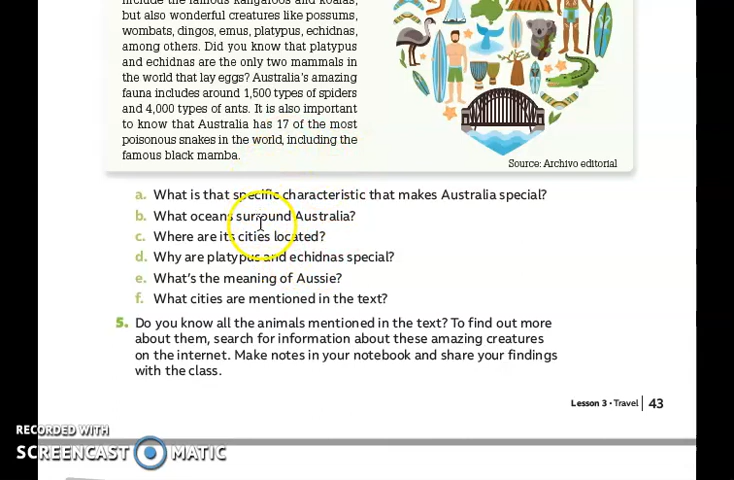 include the famous kangaroos and koalas,
but also wonderful creatures like possums,
wombats, dingos, emus, platypus, echidnas,
among others. Did you know that platypus
and echidnas are the only two mammals in
the world that lay eggs? Australia's amazing
fauna includes around 1,500 types of spiders
and 4,000 types of ants. It is also important
to know that Australia has 17 of the most
poisonous snakes in the world, including the
famous black mamba.
Source: Archivo editorial
a. What is that specific characteristic that makes Australia special?
b. What oceans surround Australia?
c. Where are its cities located?
d. Why are platypus and echidnas special?
e. What's the meaning of Aussie?
f. What cities are mentioned in the text?
5. Do you know all the animals mentioned in the text? To find out more
about them, search for information about these amazing creatures
on the internet. Make notes in your notebook and share your findings
with the class.
Lesson 3 • Travel | 43
RECORDED WITH
SCREENCAST MATIC